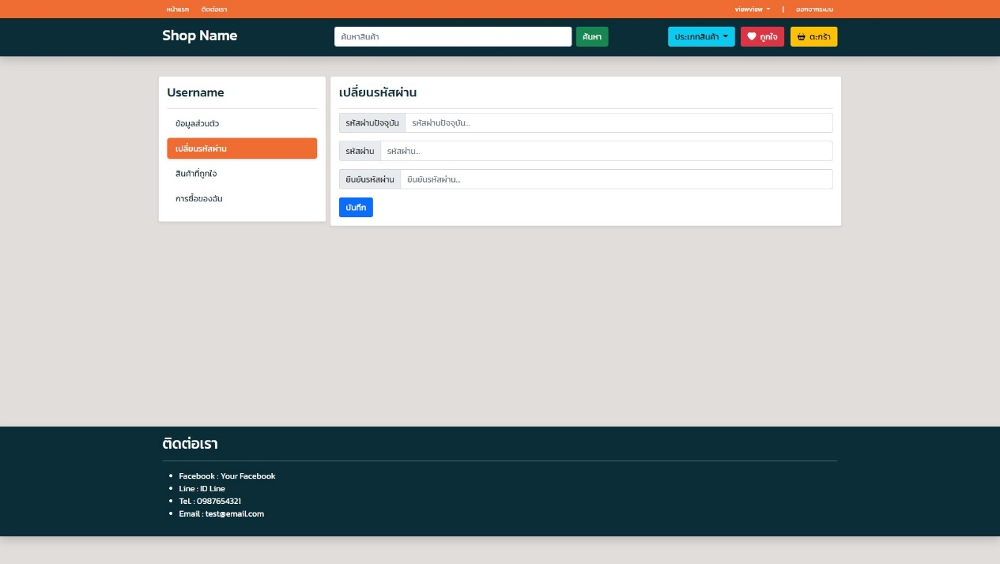 หน้าแรก ติดต่อเรา viewview | ออกจากระบบ
Shop Name ค้นหาสินค้า ค้นหา ประเภทสินค้า ถูกใจ ตะกร้า
Username
ข้อมูลส่วนตัว
เปลี่ยนรหัสผ่าน
สินค้าที่ถูกใจ
การซื้อของฉัน
เปลี่ยนรหัสผ่าน
รหัสผ่านปัจจุบัน รหัสผ่านปัจจุบัน...
รหัสผ่าน รหัสผ่าน...
ยืนยันรหัสผ่าน ยืนยันรหัสผ่าน...
บันทึก
ติดต่อเรา
Facebook : Your Facebook
Line : ID Line
Tel. : 0987654321
Email : test@email.com